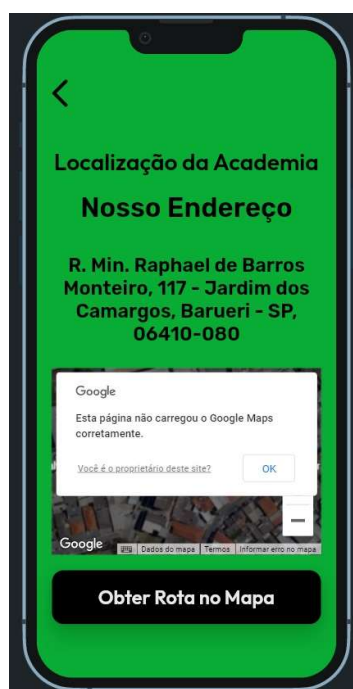 Localização da Academia
Nosso Endereço
R. Min. Raphael de Barros
Monteiro, 117 - Jardim dos
Camargos, Barueri - SP,
06410-080
Google
Esta página não carregou o Google Maps
corretamente.
Você é o proprietário deste site?
OK
Google
Dados do mapa
Termos
Informar erro no mapa
Obter Rota no Mapa